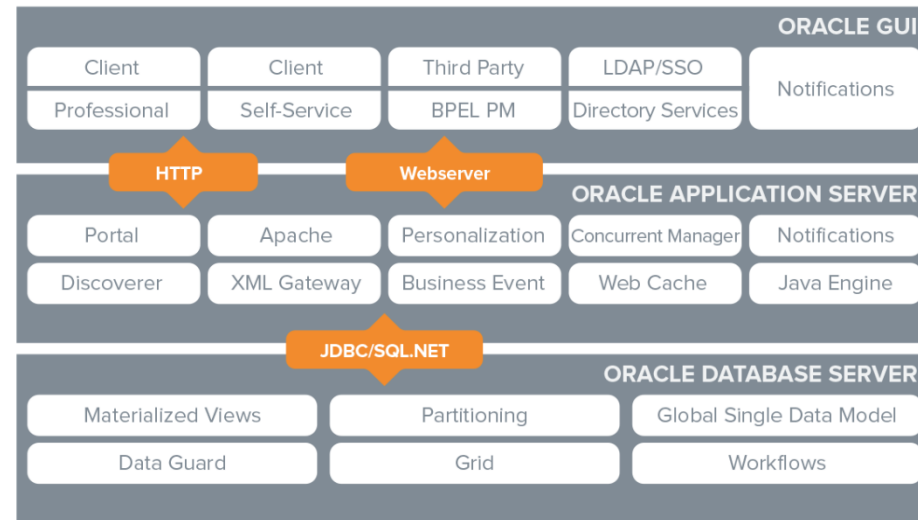 ORACLE GUI
Client
Client
Third Party
LDAP/SSO
Notifications
Professional
Self-Service
BPEL PM
Directory Services
HTTP
Webserver
ORACLE APPLICATION SERVER
Portal
Apache
Personalization
Concurrent Manager
Notifications
Discoverer
XML Gateway
Business Event
Web Cache
Java Engine
JDBC/SQL.NET
ORACLE DATABASE SERVER
Materialized Views
Partitioning
Global Single Data Model
Data Guard
Grid
Workflows